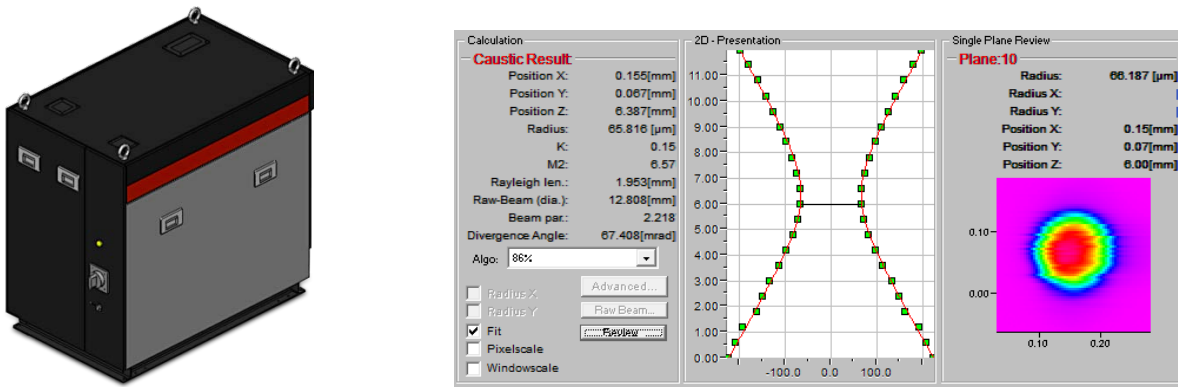 Calculation
Caustic Result:
Position X: 0.155[mm]
Position Y: 0.067[mm]
Position Z: 6.387[mm]
Radius: 65.816 [µm]
K: 0.15
M2: 6.57
Rayleigh len.: 1.953[mm]
Raw-Beam (dia.): 12.808[mm]
Beam par.: 2.218
Divergence Angle: 67.408[mrad]
Algo: 86%
Radius X
Radius Y
Fit
Pixelscale
Windowscale
Advanced...
Raw Beam...
Review
2D - Presentation
11.00
10.00
9.00
8.00
7.00
6.00
5.00
4.00
3.00
2.00
1.00
0.00
-100.0 0.0 100.0
Single Plane Review
Plane:10
Radius: 66.187 [µm]
Radius X: [
Radius Y: [
Position X: 0.15[mm]
Position Y: 0.07[mm]
Position Z: 6.00[mm]
0.10
0.00
0.10 0.20